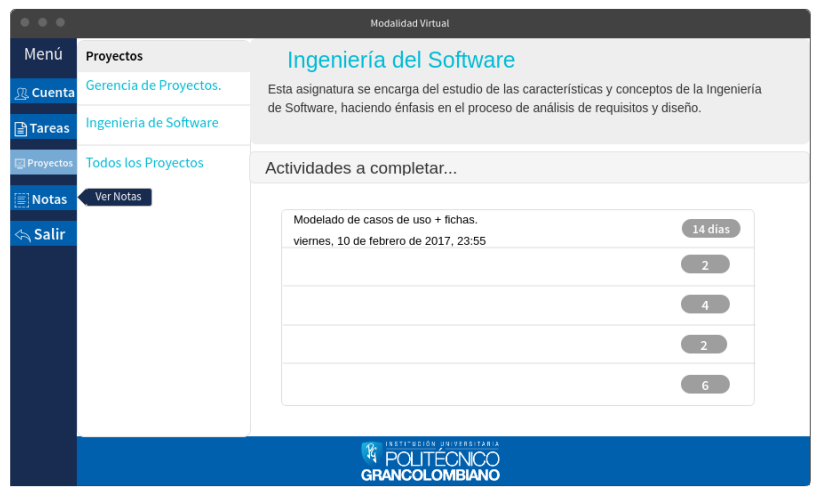 Modalidad Virtual
Menú
Cuenta
Tareas
Proyectos
Notas
Salir
Proyectos
Gerencia de Proyectos.
Ingenieria de Software
Todos los Proyectos
Ver Notas
Ingeniería del Software
Esta asignatura se encarga del estudio de las características y conceptos de la Ingeniería
de Software, haciendo énfasis en el proceso de análisis de requisitos y diseño.
Actividades a completar...
Modelado de casos de uso + fichas.
14 dias
viernes, 10 de febrero de 2017, 23:55
2
4
2
6
INSTITUCIÓN UNIVERSITARIA
POLITÉCNICO
GRANCOLOMBIANO